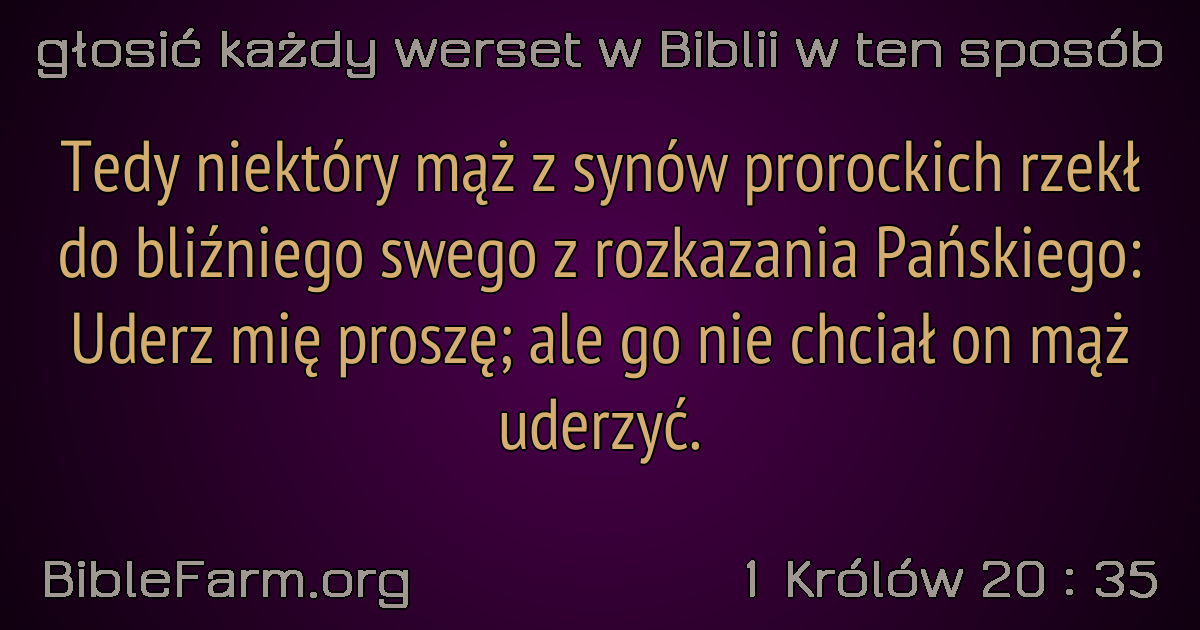 głosić każdy werset w Biblii w ten sposób
Tedy niektóry mąż z synów prorockich rzekł
do bliźniego swego z rozkazania Pańskiego:
Uderz mię proszę; ale go nie chciał on mąż
uderzyć.
BibleFarm.org
1 Królów 20 : 35